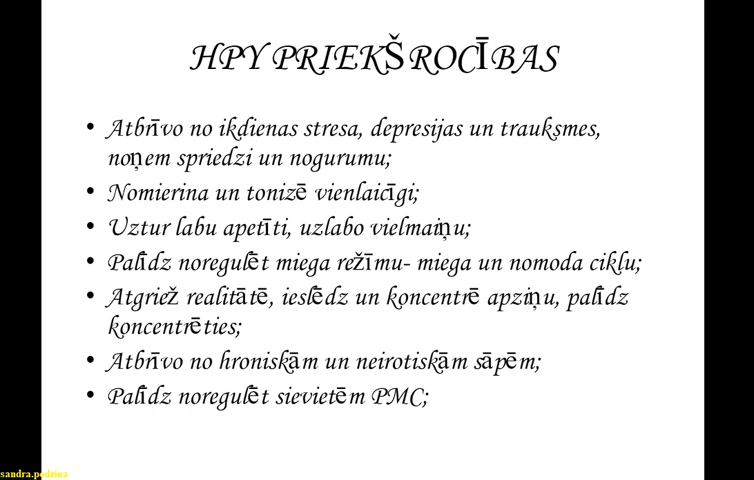 HPY PRIEKŠROCĪBAS
• Atbrīvo no ikdienas stresa, depresijas un trauksmes,
noņem spriedzi un nogurumu;
• Nomierina un tonizē vienlaicīgi;
• Uztur labu apetīti, uzlabo vielmaiņu;
• Palīdz noregulēt miega režīmu- miega un nomoda ciklu;
• Atgriež realitātē, ieslēdz un koncentrē apziņu, palīdz
koncentrēties;
• Atbrīvo no hroniskām un neirotiskām sāpēm;
• Palīdz noregulēt sievietēm PMC;
sandra.podzina